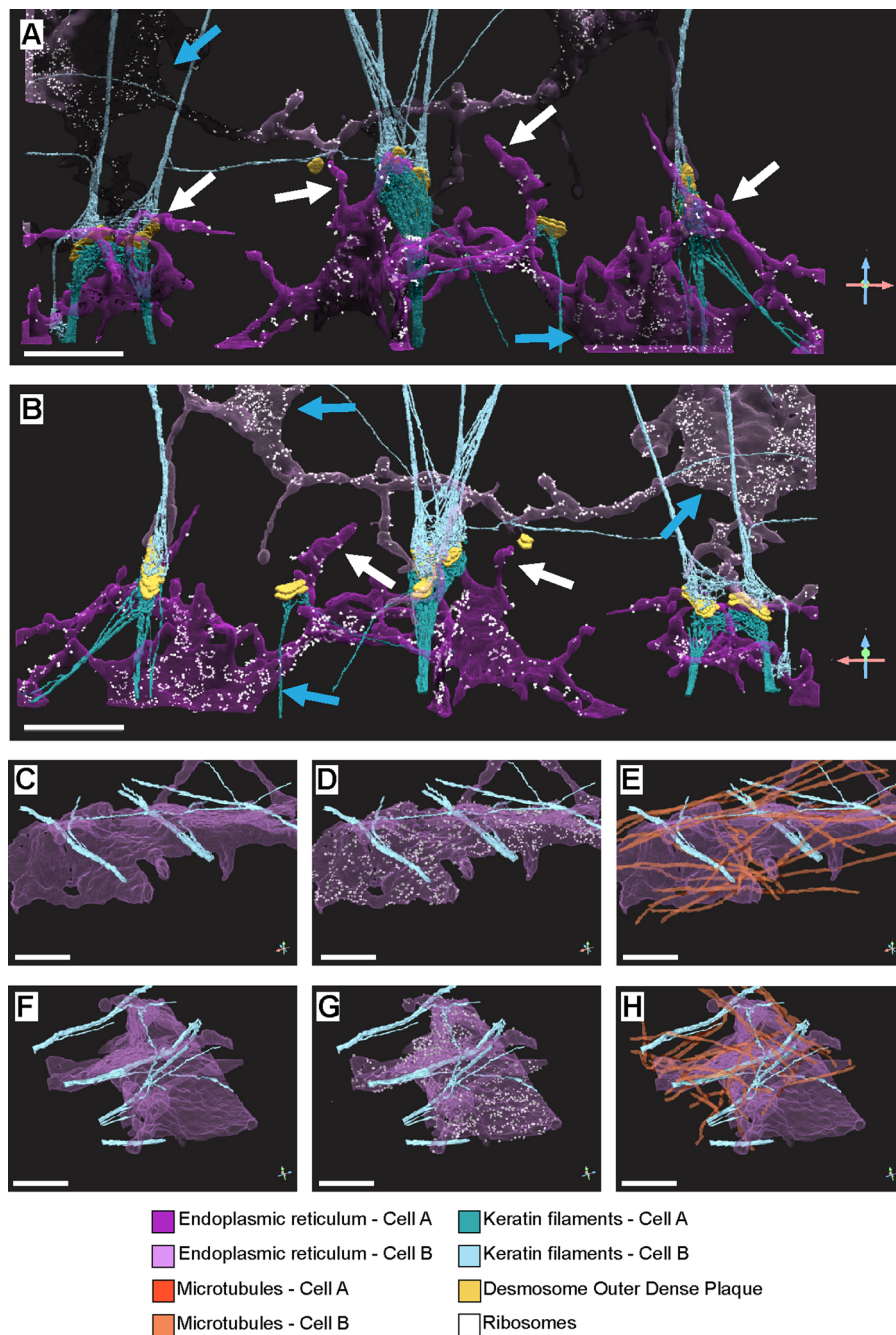 A
B
C
D
E
F
G
H
Endoplasmic reticulum - Cell A
Keratin filaments - Cell A
Endoplasmic reticulum - Cell B
Keratin filaments - Cell B
Microtubules - Cell A
Desmosome Outer Dense Plaque
Microtubules - Cell B
Ribosomes